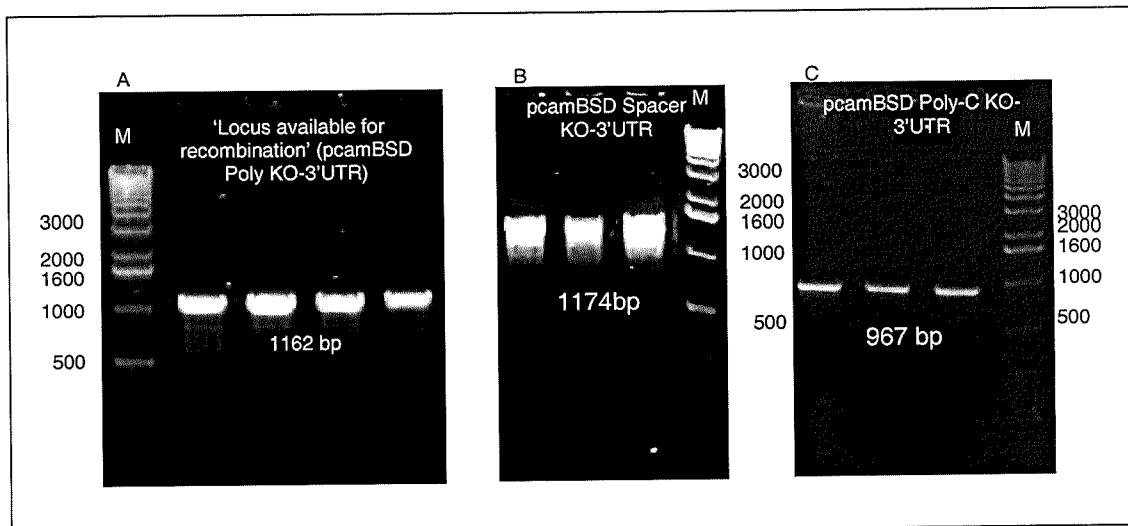 A
M
'Locus available for
recombination' (pcamBSD
Poly KO-3'UTR)
3000
2000
1600
1000
500
1162 bp
B
pcamBSD Spacer
KO-3'UTR
M
3000
2000
1600
1000
500
1174bp
C
pcamBSD Poly-C KO-
3'UTR
M
3000
2000
1600
1000
500
967 bp